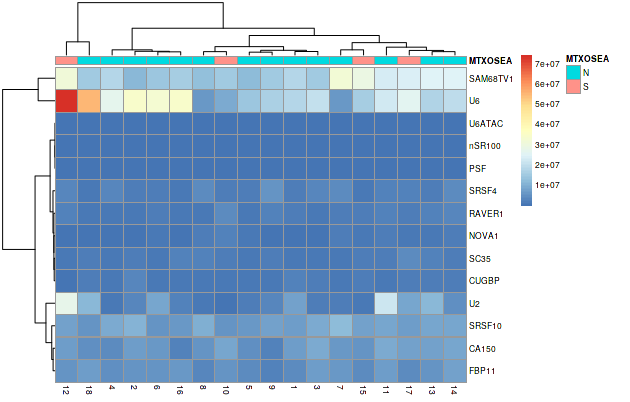 MTXOSEA
SAM68TV1
U6
U6ATAC
nSR100
PSF
SRSF4
RAVER1
NOVA1
SC35
CUGBP
U2
SRSF10
CA150
FBP11
12 18 4 2 6 16 8 10 5 9 1 3 7 15 11 17 13 14
7e+07
6e+07
5e+07
4e+07
3e+07
2e+07
1e+07
MTXOSEA
N
S